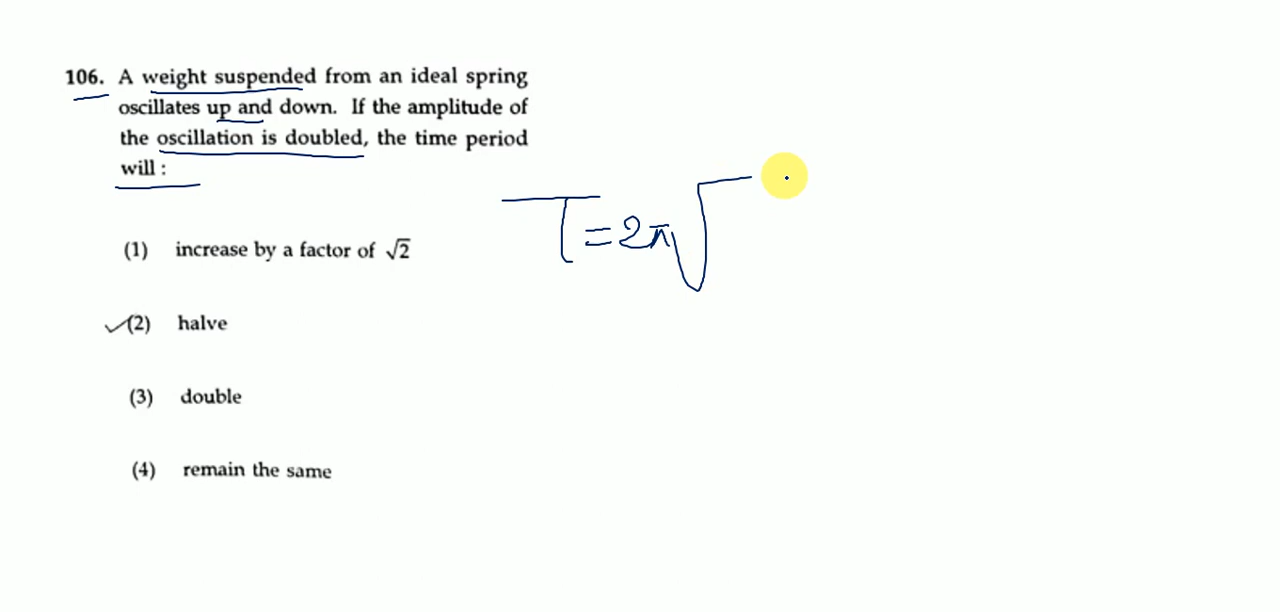 106. A weight suspended from an ideal spring
oscillates up and down. If the amplitude of
the oscillation is doubled, the time period
will :
T = 2π√
(1) increase by a factor of √2
(2) halve
(3) double
(4) remain the same